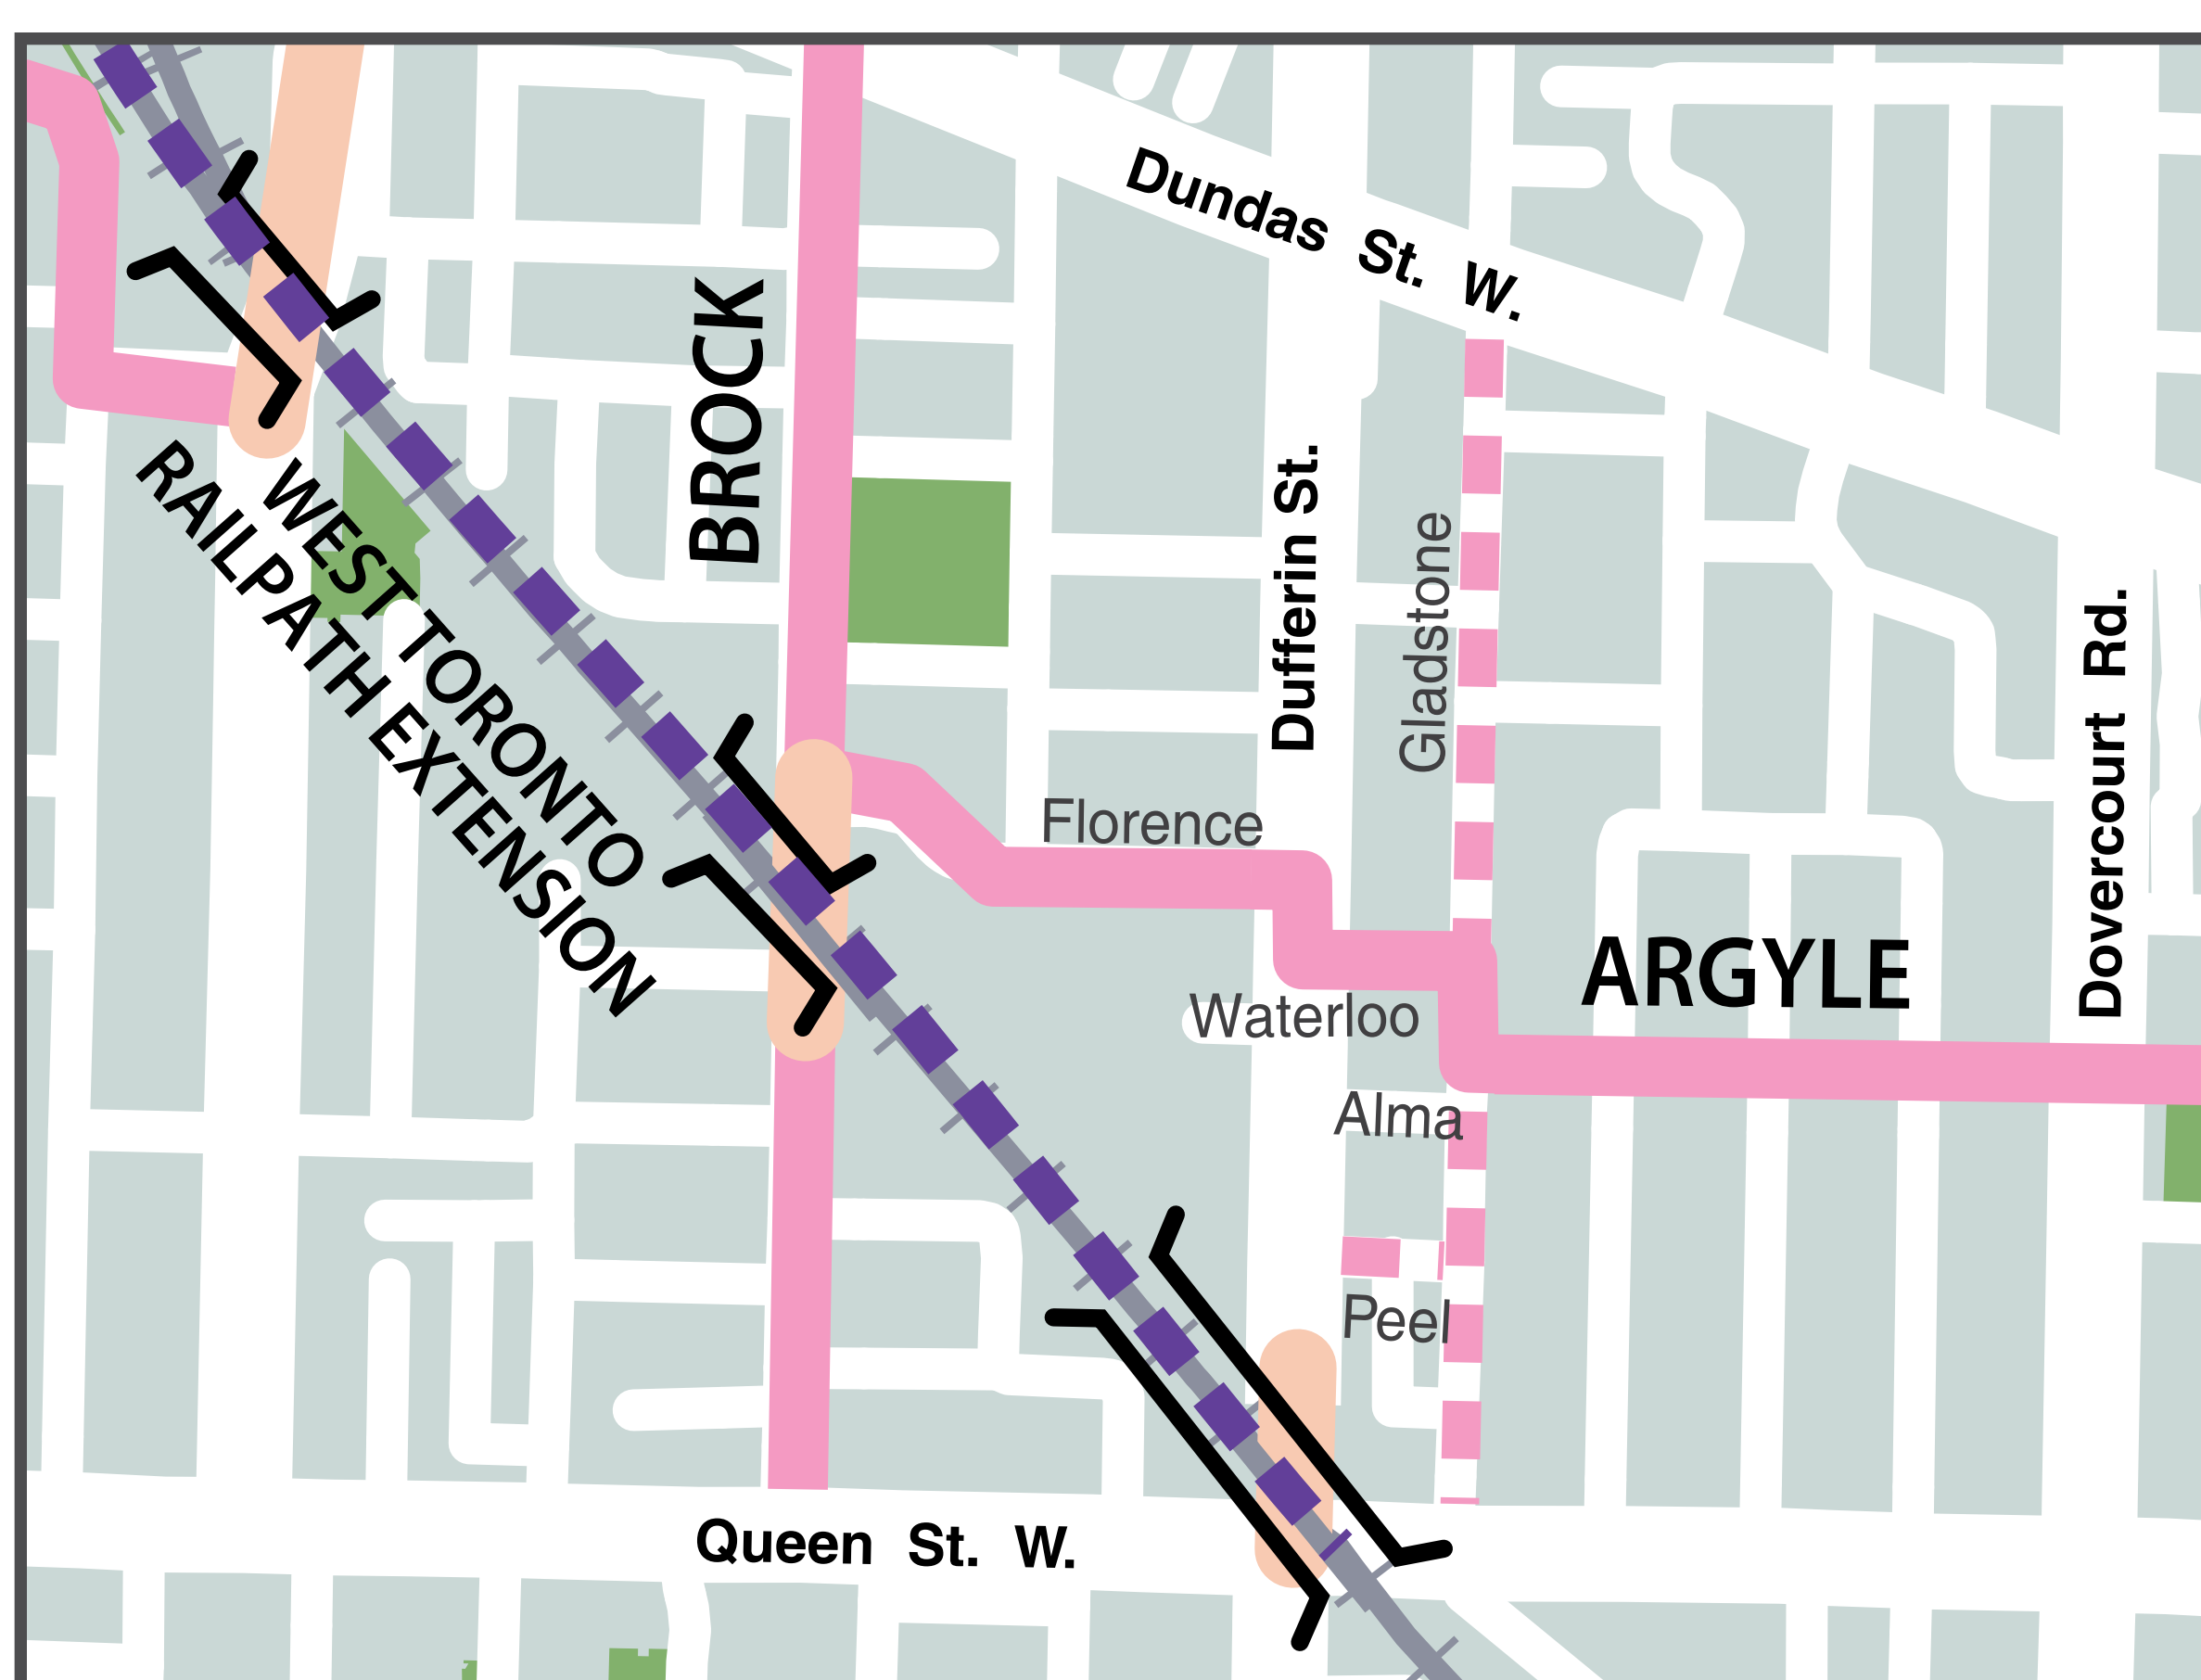 Dundas St. W.
BROCK
Dufferin St.
Gladstone
WEST TORONTO
RAILPATH EXTENSION
Dovercourt Rd.
Florence
ARGYLE
Waterloo
Alma
Peel
Queen St. W.